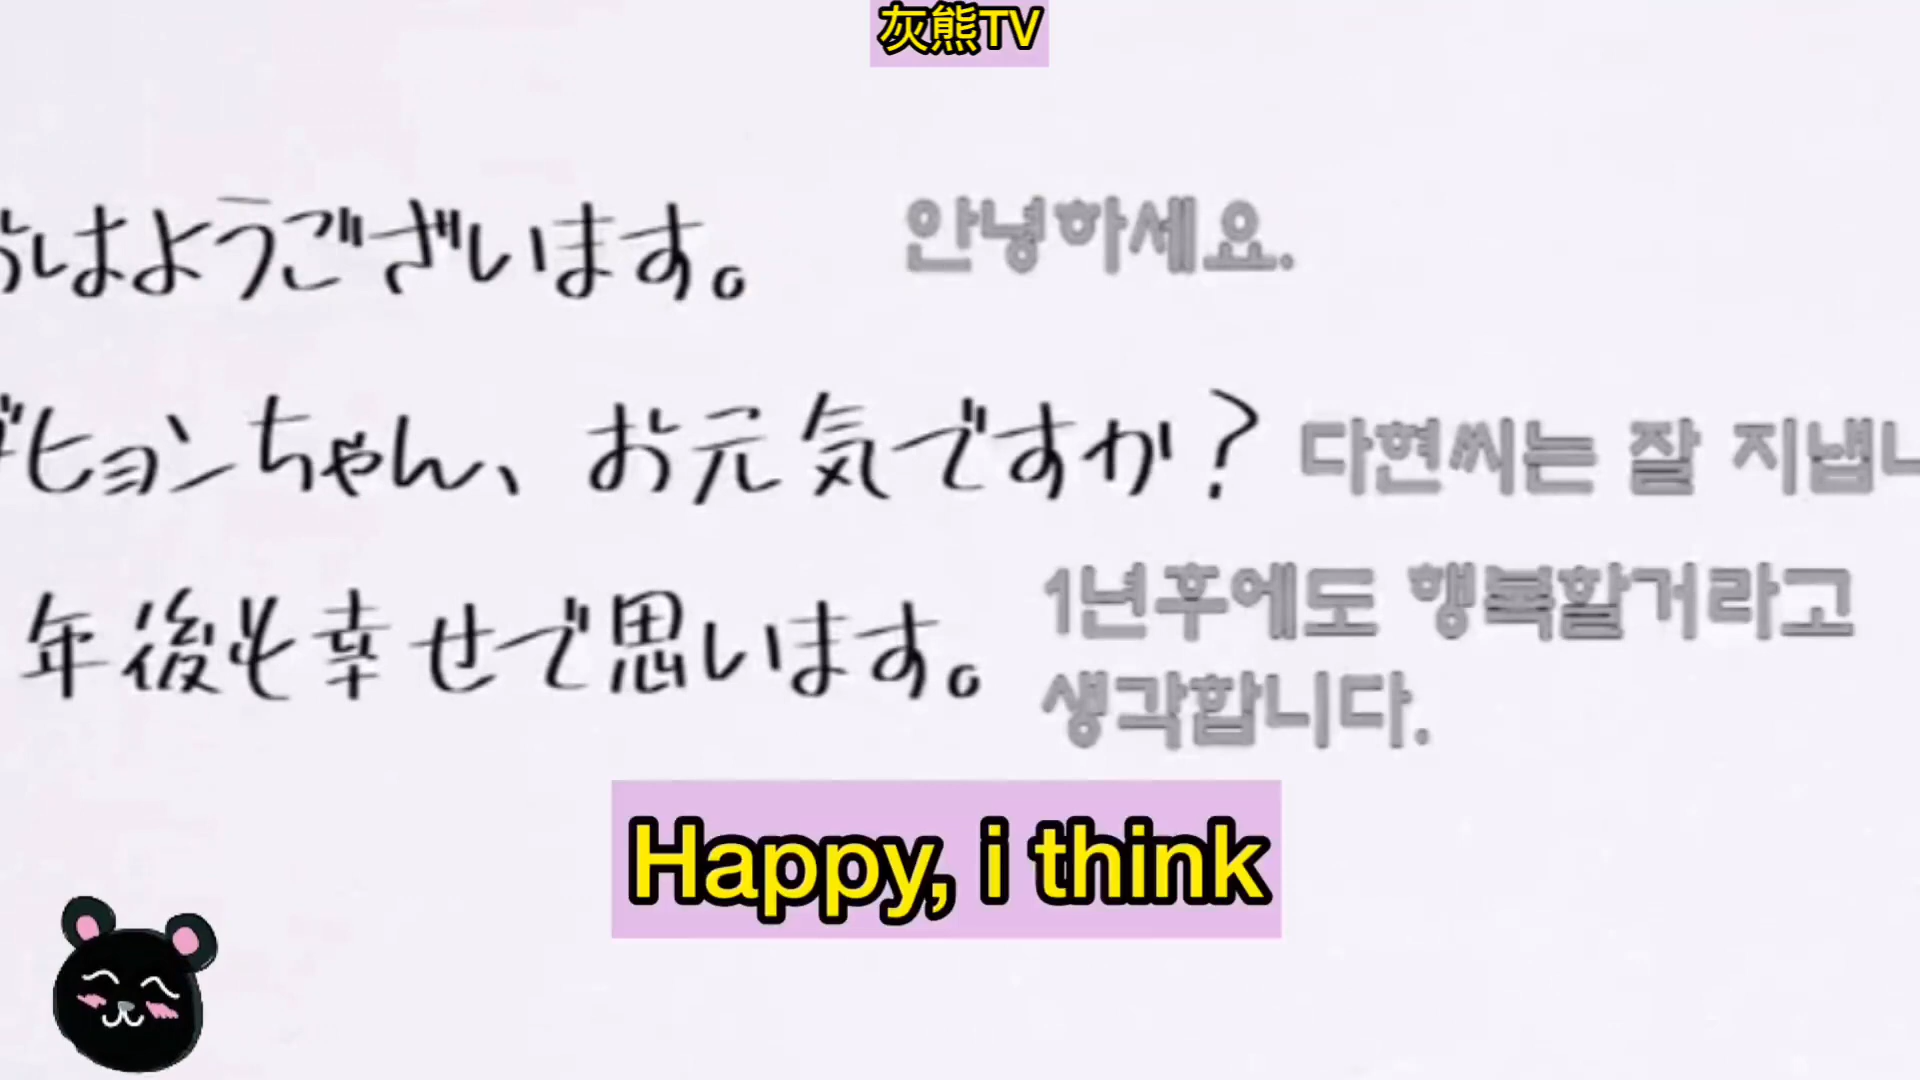 灰熊TV
はようございます。 안녕하세요.
ヒョンちゃん、お元気ですか? 다현씨는 잘
年後も幸せで思います。 1년후에도 행복할거라고
생각합니다.
Happy, i think